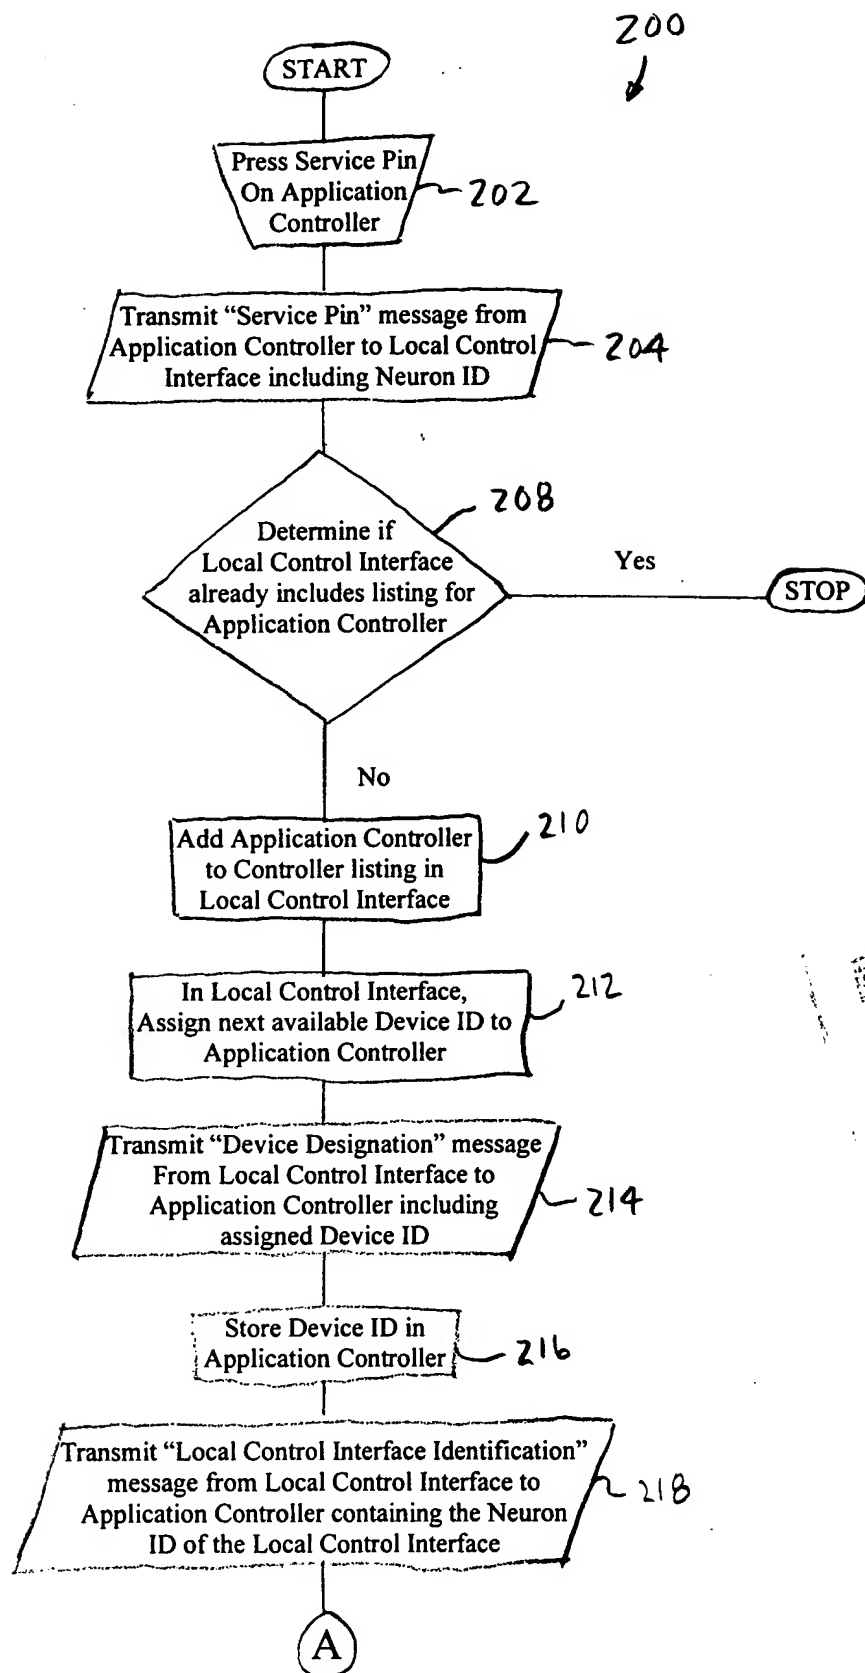 200
START
Press Service Pin
On Application
Controller
202
Transmit “Service Pin” message from
Application Controller to Local Control
Interface including Neuron ID
204
208
Determine if
Local Control Interface
already includes listing for
Application Controller
Yes
STOP
No
210
Add Application Controller
to Controller listing in
Local Control Interface
212
In Local Control Interface,
Assign next available Device ID to
Application Controller
Transmit “Device Designation” message
From Local Control Interface to
Application Controller including
assigned Device ID
214
Store Device ID in
Application Controller
216
Transmit “Local Control Interface Identification”
message from Local Control Interface to
Application Controller containing the Neuron
ID of the Local Control Interface
218
A